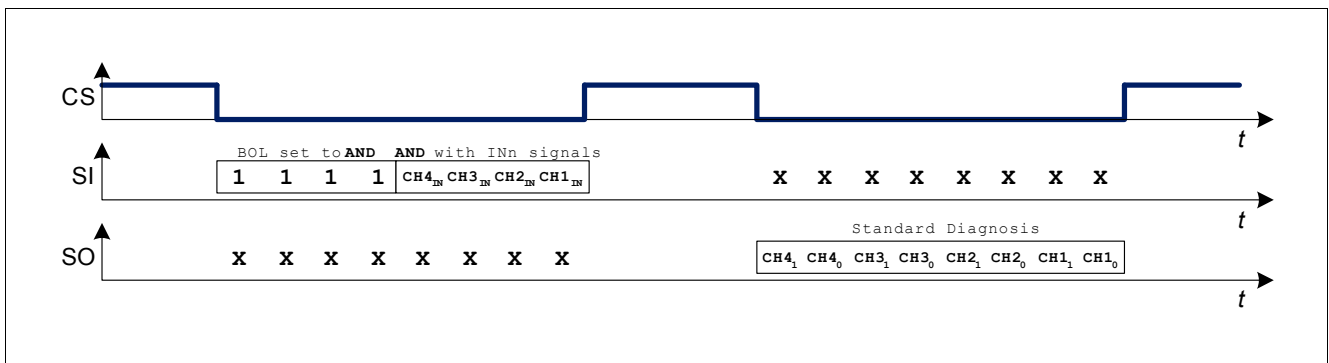 CS
t
BOL set to AND AND with INn signals
SI 1 1 1 1 CH4IN CH3IN CH2IN CH1IN X X X X X X X X
t
Standard Diagnosis
SO X X X X X X X X CH41 CH40 CH31 CH30 CH21 CH20 CH11 CH10
t